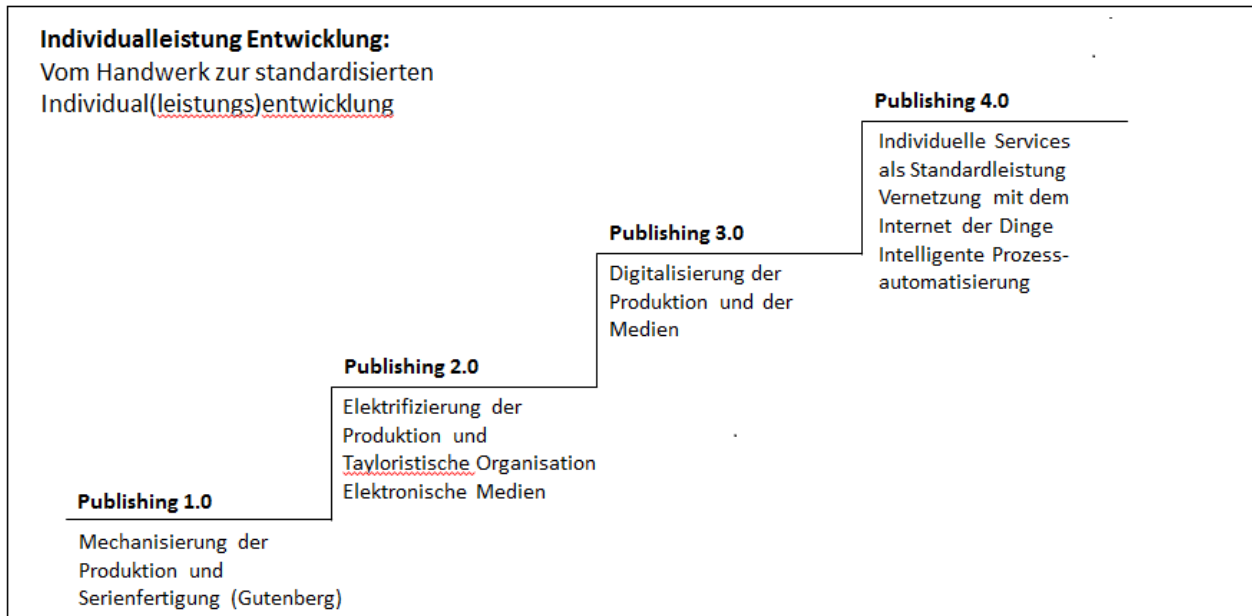 Individualleistung Entwicklung:
Vom Handwerk zur standardisierten
Individual(leistungs)entwicklung
Publishing 4.0
Individuelle Services
als Standardleistung
Vernetzung mit dem
Internet der Dinge
Intelligente Prozess-
automatisierung
Publishing 3.0
Digitalisierung der
Produktion und der
Medien
Publishing 2.0
Elektrifizierung der
Produktion und
Tayloristische Organisation
Elektronische Medien
Publishing 1.0
Mechanisierung der
Produktion und
Serienfertigung (Gutenberg)